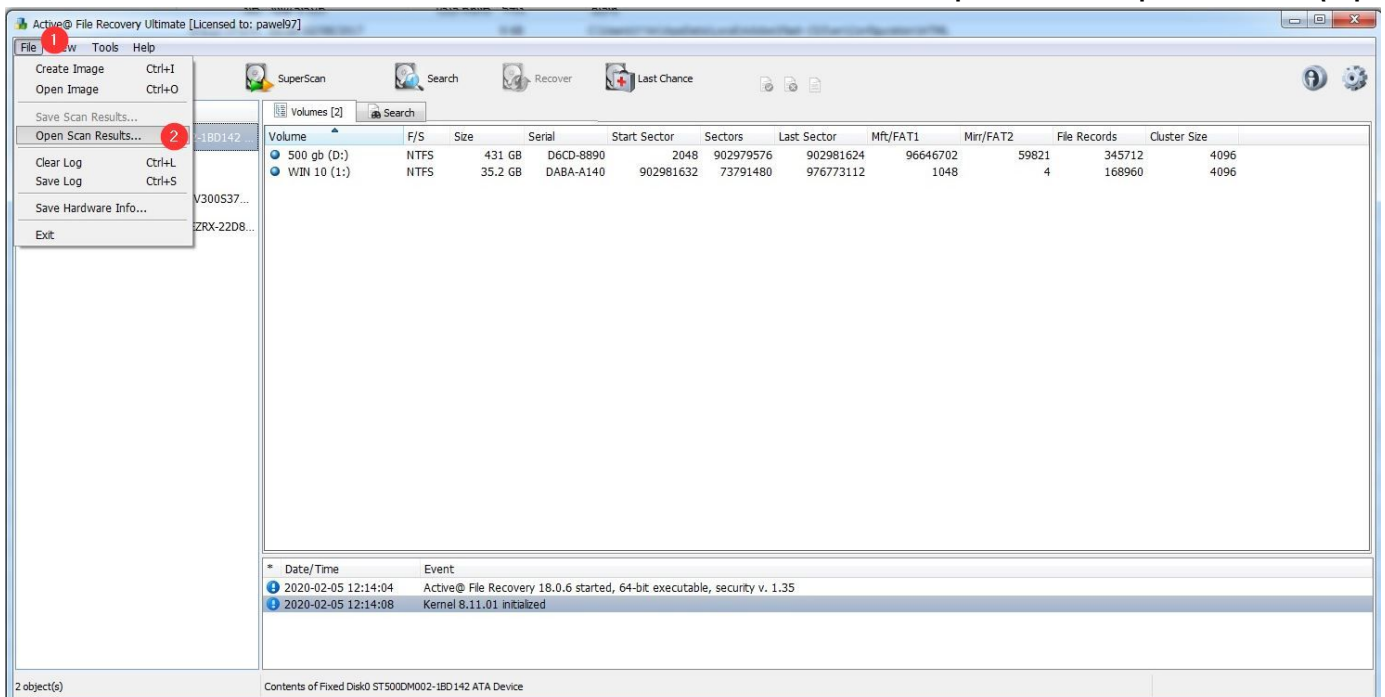 Active@ File Recovery Ultimate [Licensed to: pawel97]
File 1 View Tools Help
Create Image Ctrl+I
Open Image Ctrl+O
Save Scan Results...
Open Scan Results... 2
Clear Log Ctrl+L
Save Log Ctrl+S
Save Hardware Info...
Exit
SuperScan Search Recover Last Chance
-1BD142 ...
V300S37...
EZRX-22D8...
Volumes [2] Search
Volume F/S Size Serial Start Sector Sectors Last Sector Mft/FAT1 Mirr/FAT2 File Records Cluster Size
500 gb (D:) NTFS 431 GB D6CD-8890 2048 902979576 902981624 96646702 59821 345712 4096
WIN 10 (1:) NTFS 35.2 GB DABA-A140 902981632 73791480 976773112 1048 4 168960 4096
* Date/Time Event
2020-02-05 12:14:04 Active@ File Recovery 18.0.6 started, 64-bit executable, security v. 1.35
2020-02-05 12:14:08 Kernel 8.11.01 initialized
2 object(s) Contents of Fixed Disk0 ST500DM002-1BD142 ATA Device